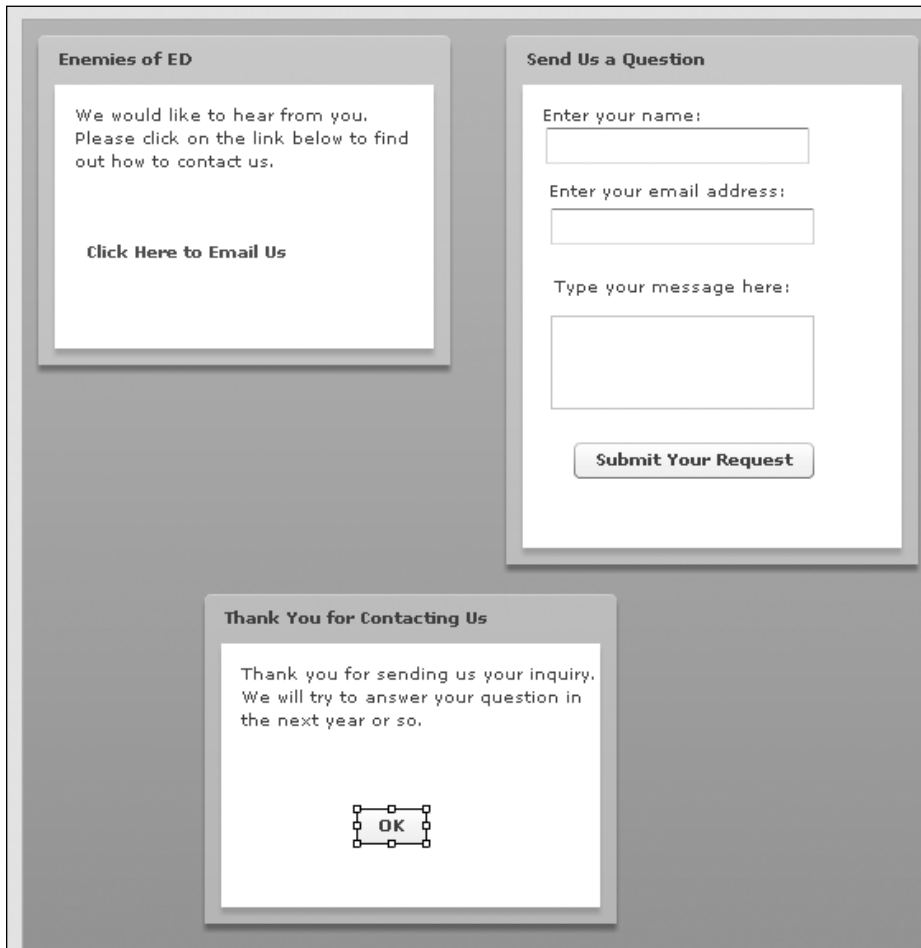 Enemies of ED
We would like to hear from you.
Please click on the link below to find
out how to contact us.
Click Here to Email Us
Send Us a Question
Enter your name:
Enter your email address:
Type your message here:
Submit Your Request
Thank You for Contacting Us
Thank you for sending us your inquiry.
We will try to answer your question in
the next year or so.
OK